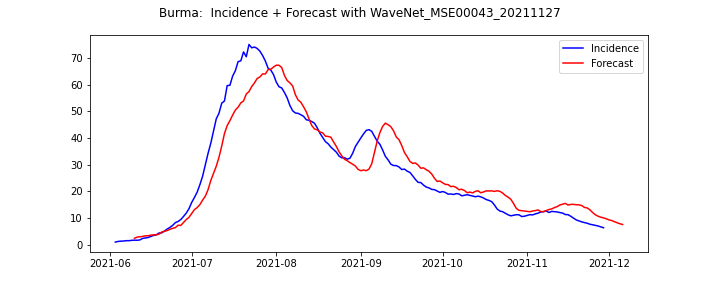 Burma:  Incidence + Forecast with WaveNet_MSE00043_20211127
Incidence
Forecast
70
60
50
40
30
20
10
0
2021-06 2021-07 2021-08 2021-09 2021-10 2021-11 2021-12